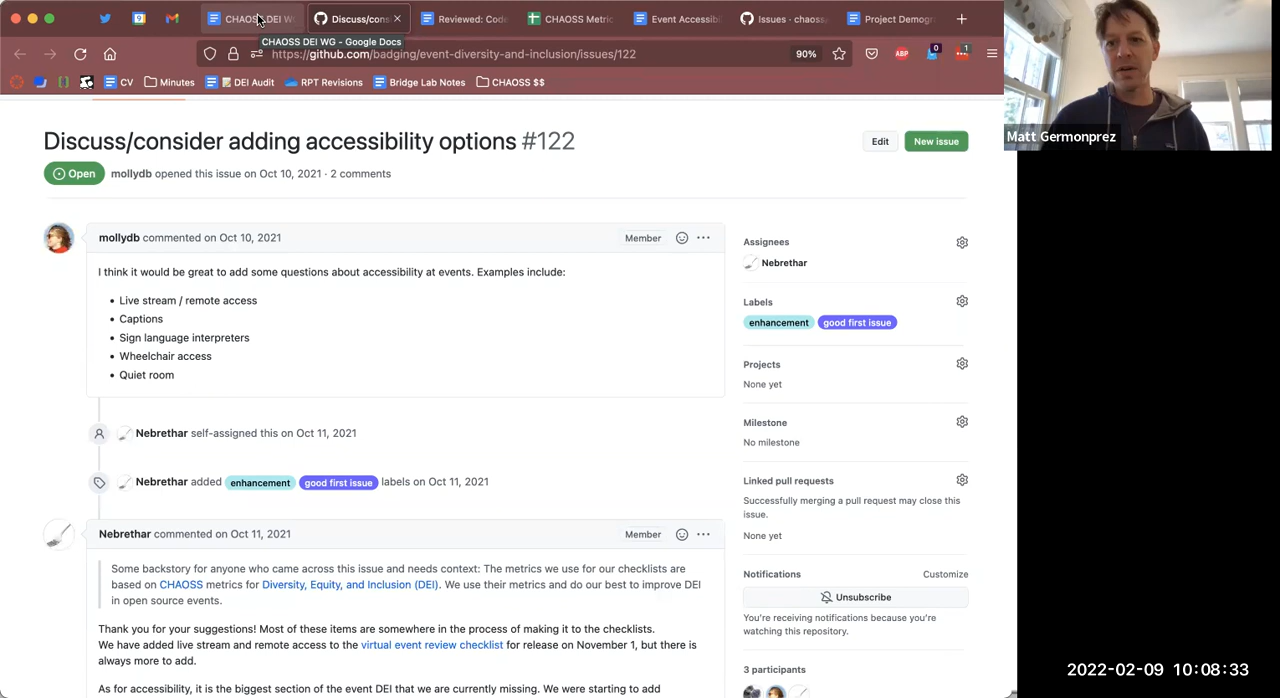 CHAOSS DEI W
Discuss/cons
Reviewed: Code
CHAOSS Metric
Event Accessibi
Issues · chaoss
Project Demogr
CHAOSS DEI WG - Google Docs
https://github.com/badging/event-diversity-and-inclusion/issues/122
90%
ABP
0
1
CV
Minutes
DEI Audit
RPT Revisions
Bridge Lab Notes
CHAOSS $$
Matt Germonprez
Discuss/consider adding accessibility options #122
Edit
New issue
Open
mollydb opened this issue on Oct 10, 2021 · 2 comments
mollydb commented on Oct 10, 2021
Member
I think it would be great to add some questions about accessibility at events. Examples include:
• Live stream / remote access
• Captions
• Sign language interpreters
• Wheelchair access
• Quiet room
Nebrethar self-assigned this on Oct 11, 2021
Nebrethar added enhancement good first issue labels on Oct 11, 2021
Nebrethar commented on Oct 11, 2021
Member
Some backstory for anyone who came across this issue and needs context: The metrics we use for our checklists are
based on CHAOSS metrics for Diversity, Equity, and Inclusion (DEI). We use their metrics and do our best to improve DEI
in open source events.
Thank you for your suggestions! Most of these items are somewhere in the process of making it to the checklists.
We have added live stream and remote access to the virtual event review checklist for release on November 1, but there is
always more to add.
As for accessibility, it is the biggest section of the event DEI that we are currently missing. We were starting to add
Assignees
Nebrethar
Labels
enhancement good first issue
Projects
None yet
Milestone
No milestone
Linked pull requests
Successfully merging a pull request may close this
issue.
None yet
Notifications
Customize
Unsubscribe
You're receiving notifications because you're
watching this repository.
3 participants
2022-02-09 10:08:33